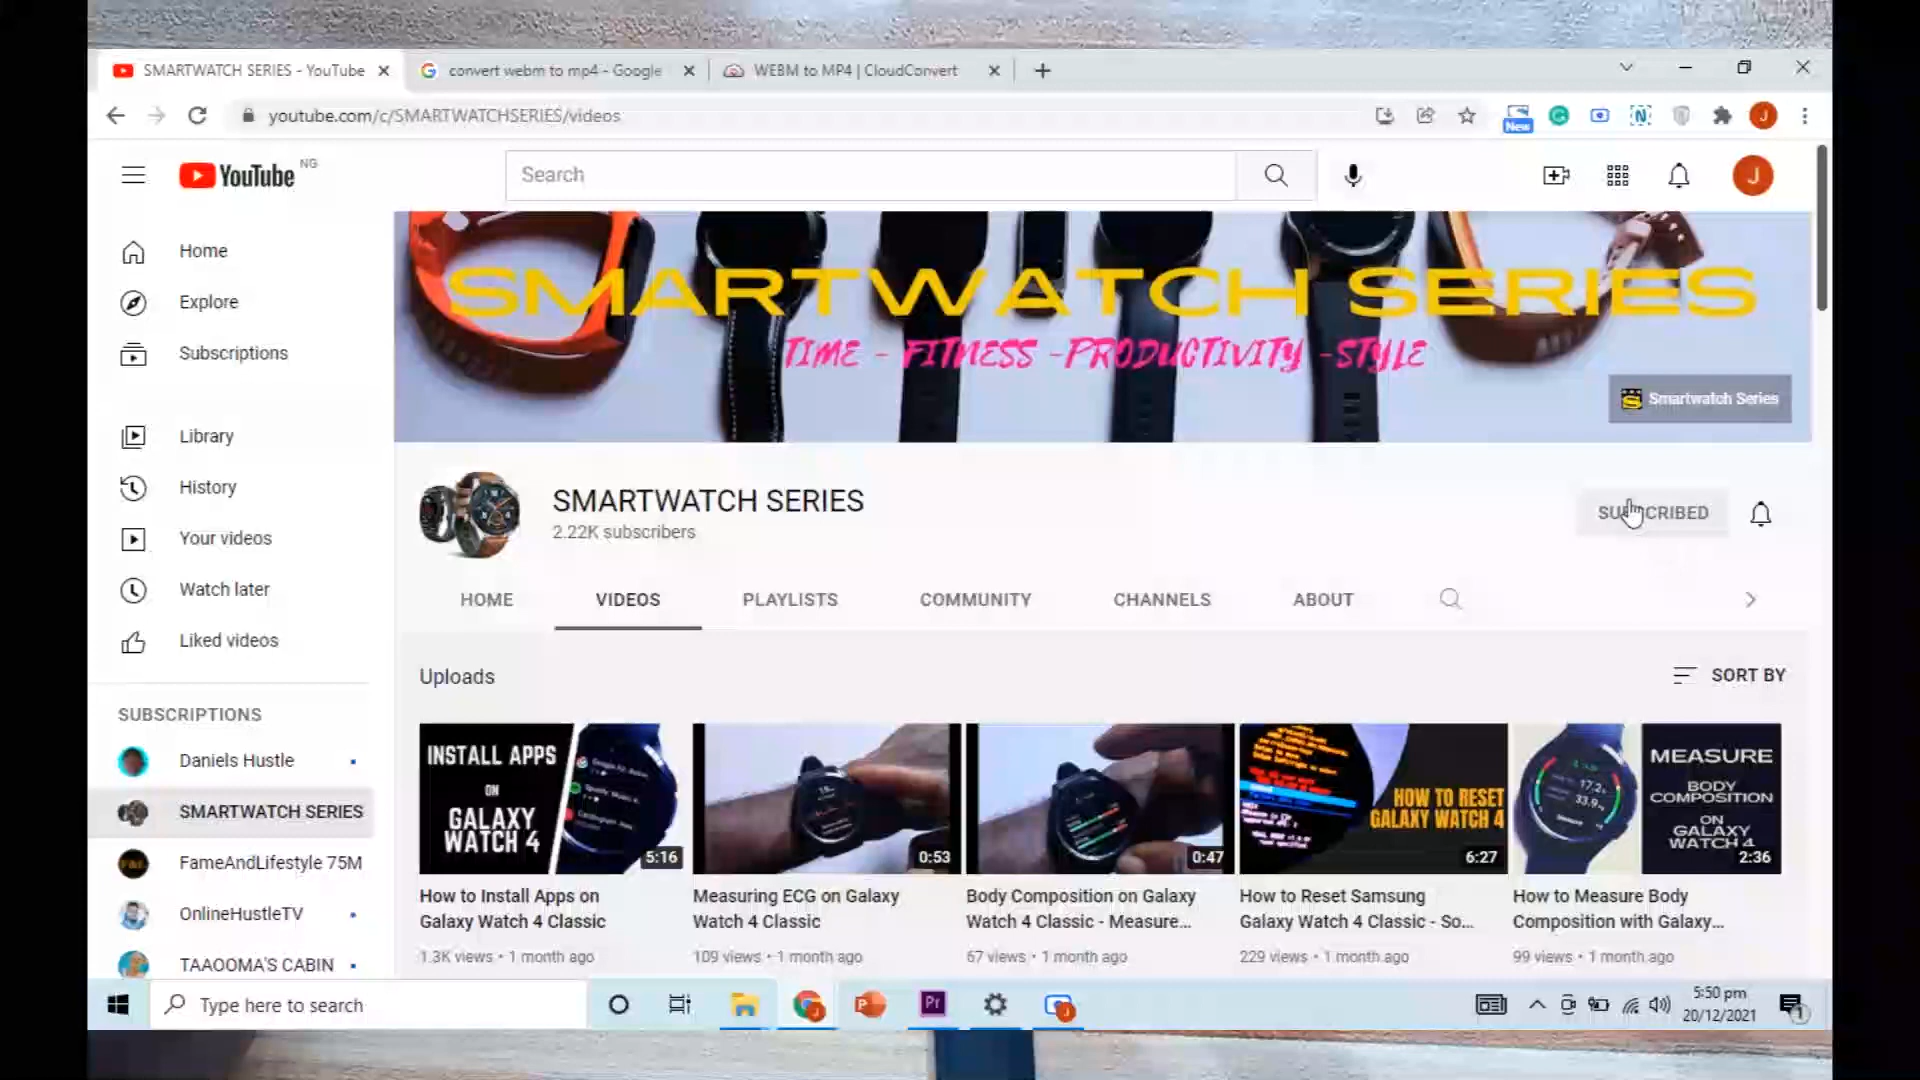 SMARTWATCH SERIES - YouTube
convert webm to mp4 - Google
WEBM to MP4 | CloudConvert
youtube.com/c/SMARTWATCHSERIES/videos
New
J
YouTube NG
Search
J
Home
Explore
Subscriptions
Library
History
Your videos
Watch later
Liked videos
SUBSCRIPTIONS
Daniels Hustle
SMARTWATCH SERIES
FameAndLifestyle 75M
OnlineHustleTV
TAAOOMA'S CABIN
SMARTWATCH SERIES
TIME - FITNESS -PRODUCTIVITY -STYLE
Smartwatch Series
SMARTWATCH SERIES
2.22K subscribers
SUBSCRIBED
HOME
VIDEOS
PLAYLISTS
COMMUNITY
CHANNELS
ABOUT
Uploads
SORT BY
INSTALL APPS
ON
GALAXY
WATCH 4
5:16
0:53
0:47
HOW TO RESET
GALAXY WATCH 4
6:27
MEASURE
BODY
COMPOSITION
ON
GALAXY
WATCH 4
2:36
How to Install Apps on
Galaxy Watch 4 Classic
1.3K views • 1 month ago
Measuring ECG on Galaxy
Watch 4 Classic
109 views • 1 month ago
Body Composition on Galaxy
Watch 4 Classic - Measure...
67 views • 1 month ago
How to Reset Samsung
Galaxy Watch 4 Classic - So...
229 views • 1 month ago
How to Measure Body
Composition with Galaxy...
99 views • 1 month ago
Type here to search
Pr
5:50 pm
20/12/2021
1